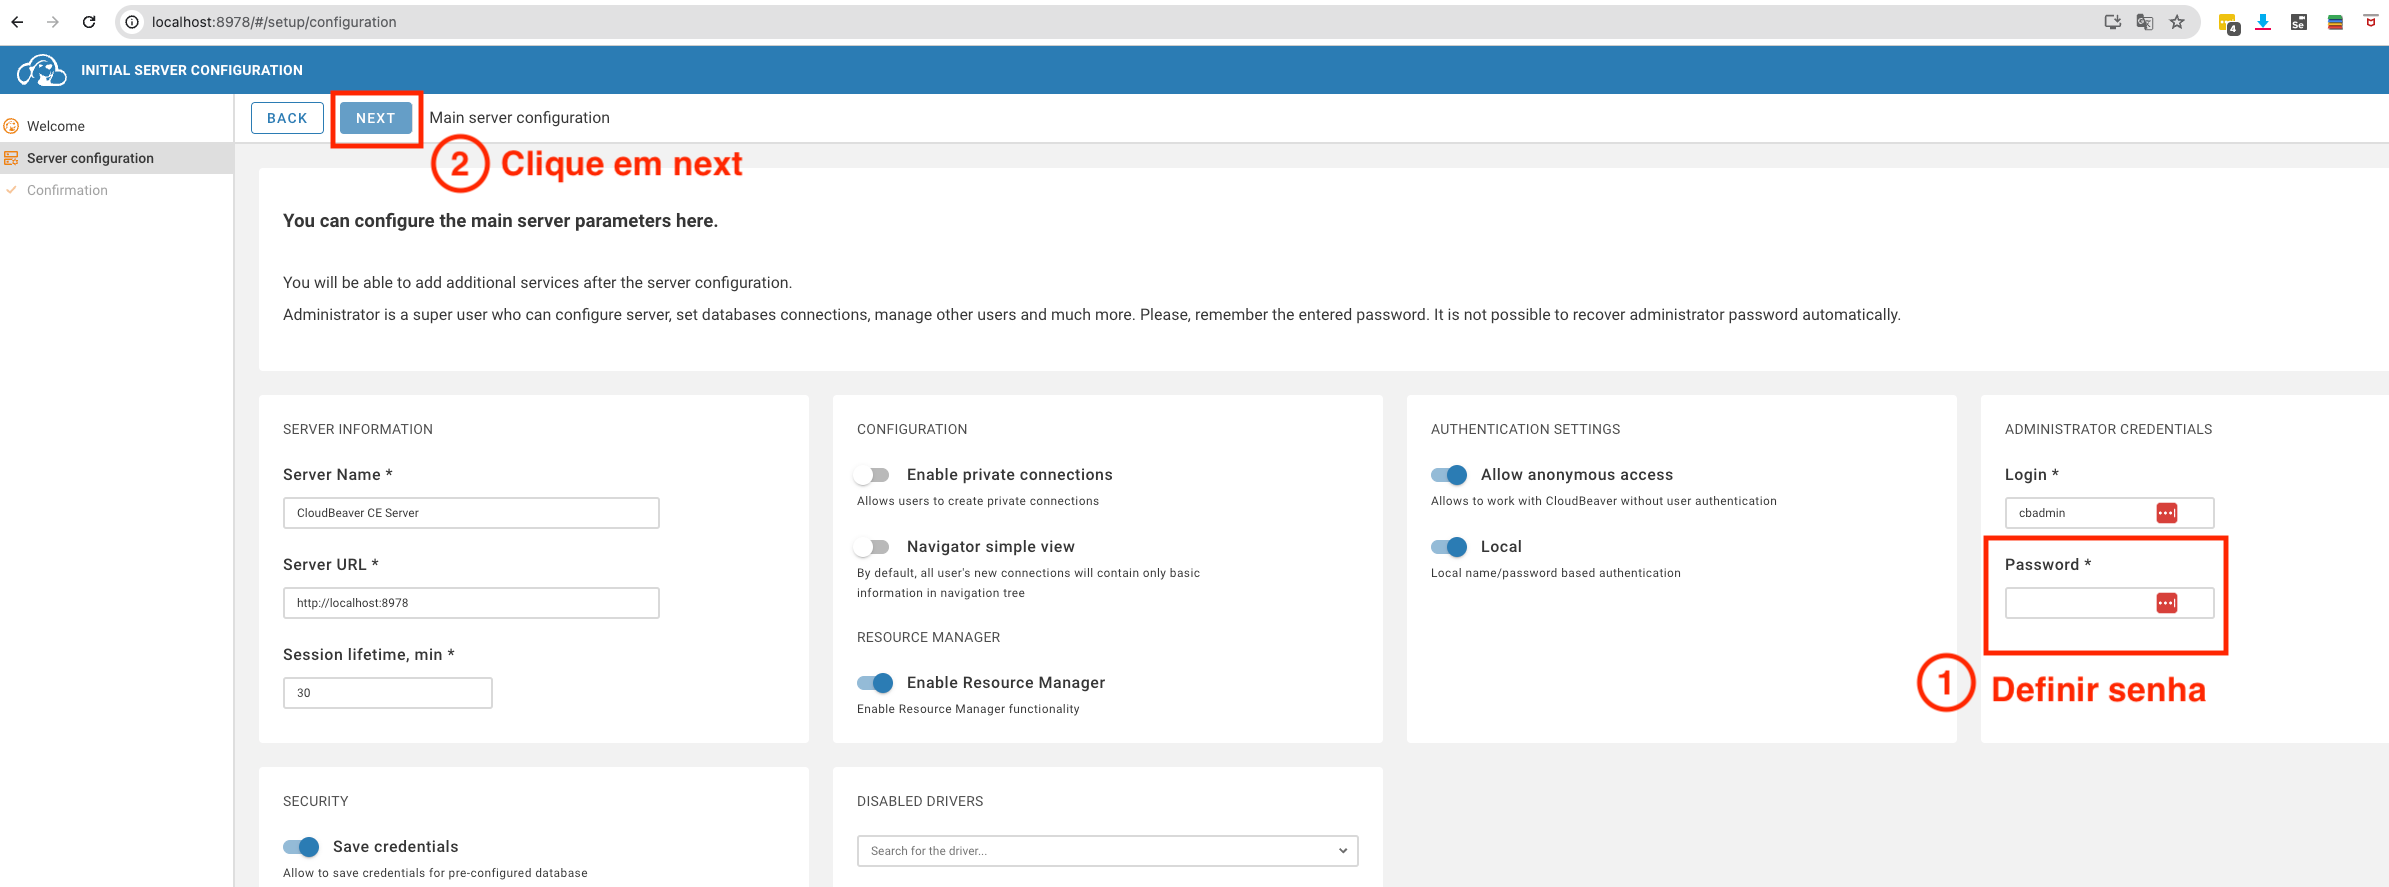 localhost:8978/#/setup/configuration
4
Se
INITIAL SERVER CONFIGURATION
Welcome
Server configuration
Confirmation
BACK
NEXT
Main server configuration
2 Clique em next
You can configure the main server parameters here.
You will be able to add additional services after the server configuration.
Administrator is a super user who can configure server, set databases connections, manage other users and much more. Please, remember the entered password. It is not possible to recover administrator password automatically.
SERVER INFORMATION
Server Name *
CloudBeaver CE Server
Server URL *
http://localhost:8978
Session lifetime, min *
30
CONFIGURATION
Enable private connections
Allows users to create private connections
Navigator simple view
By default, all user's new connections will contain only basic
information in navigation tree
RESOURCE MANAGER
Enable Resource Manager
Enable Resource Manager functionality
AUTHENTICATION SETTINGS
Allow anonymous access
Allows to work with CloudBeaver without user authentication
Local
Local name/password based authentication
ADMINISTRATOR CREDENTIALS
Login *
cbadmin
Password *
1 Definir senha
SECURITY
Save credentials
Allow to save credentials for pre-configured database
DISABLED DRIVERS
Search for the driver...